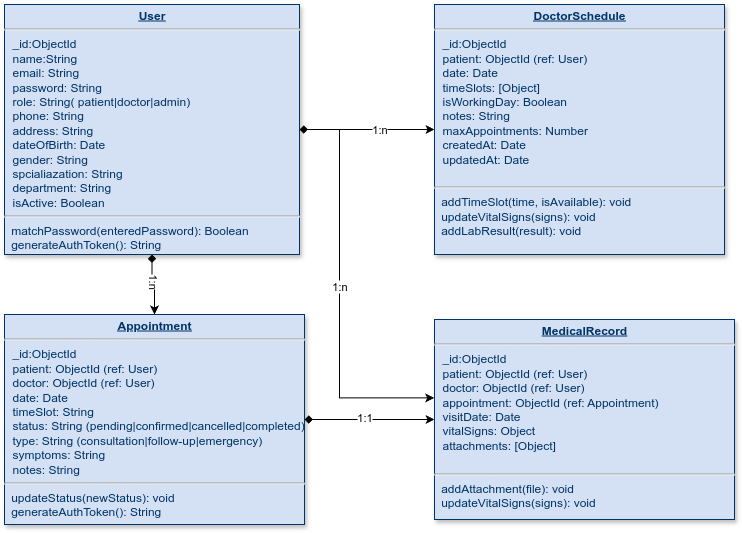 User
_id:ObjectId
name:String
email: String
password: String
role: String( patient|doctor|admin)
phone: String
address: String
dateOfBirth: Date
gender: String
spcialiazation: String
department: String
isActive: Boolean
matchPassword(enteredPassword): Boolean
generateAuthToken(): String
DoctorSchedule
_id:ObjectId
patient: ObjectId (ref: User)
date: Date
timeSlots: [Object]
isWorkingDay: Boolean
notes: String
maxAppointments: Number
createdAt: Date
updatedAt: Date
addTimeSlot(time, isAvailable): void
updateVitalSigns(signs): void
addLabResult(result): void
1:n
1:n
1:n
Appointment
_id:ObjectId
patient: ObjectId (ref: User)
doctor: ObjectId (ref: User)
date: Date
timeSlot: String
status: String (pending|confirmed|cancelled|completed)
type: String (consultation|follow-up|emergency)
symptoms: String
notes: String
updateStatus(newStatus): void
generateAuthToken(): String
1:1
MedicalRecord
_id:ObjectId
patient: ObjectId (ref: User)
doctor: ObjectId (ref: User)
appointment: ObjectId (ref: Appointment)
visitDate: Date
vitalSigns: Object
attachments: [Object]
addAttachment(file): void
updateVitalSigns(signs): void